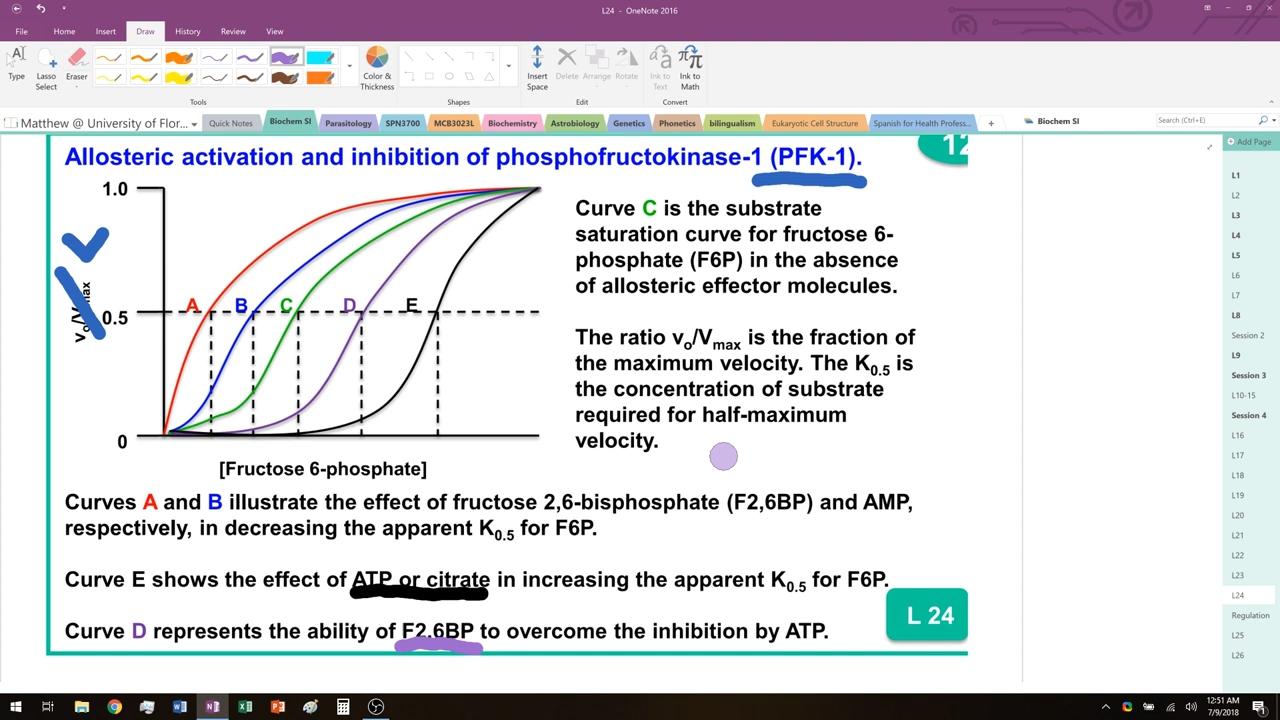 L24 - OneNote 2016
File Insert Draw History Review View
Type Lasso Select Eraser Color & Thickness Insert Space Delete Arrange Rotate Ink to Text Ink to Math
Tools Shapes Edit Convert
Matthew @ University of Flor... Quick Notes Biochem SI Parasitology SPN3700 MCB3023L Biochemistry Astrobiology Genetics Phonetics bilingualism Eukaryotic Cell Structure Spanish for Health Profess... + Biochem SI Search (Ctrl+E)
Add Page
Allosteric activation and inhibition of phosphofructokinase-1 (PFK-1).
12
1.0
0.5
0
A B C D E
[Fructose 6-phosphate]
Curve C is the substrate
saturation curve for fructose 6-
phosphate (F6P) in the absence
of allosteric effector molecules.
The ratio vo/Vmax is the fraction of
the maximum velocity. The K0.5 is
the concentration of substrate
required for half-maximum
velocity.
Curves A and B illustrate the effect of fructose 2,6-bisphosphate (F2,6BP) and AMP,
respectively, in decreasing the apparent K0.5 for F6P.
Curve E shows the effect of ATP or citrate in increasing the apparent K0.5 for F6P.
Curve D represents the ability of F2,6BP to overcome the inhibition by ATP.
L 24
L1
L2
L3
L4
L5
L6
L7
L8
Session 2
L9
Session 3
L10-15
Session 4
L16
L17
L18
L19
L20
L21
L22
L23
L24
Regulation
L25
L26
12:51 AM
7/9/2018